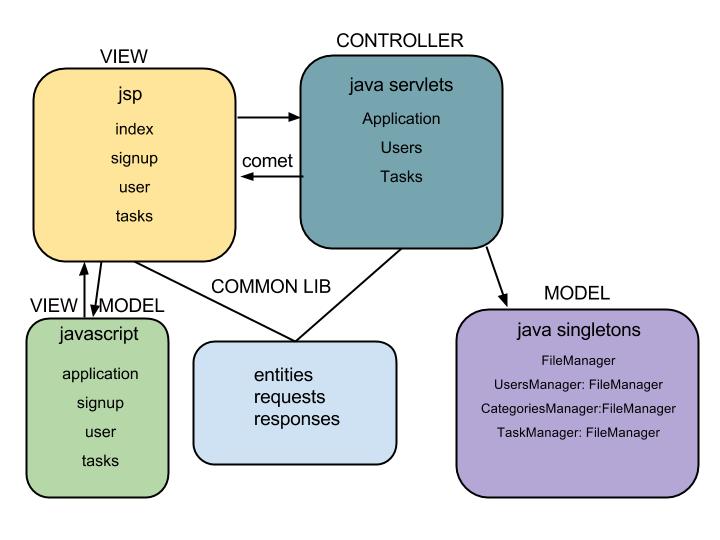 VIEW
jsp
index
signup
user
tasks
CONTROLLER
java servlets
Application
Users
Tasks
comet
COMMON LIB
VIEW MODEL
javascript
application
signup
user
tasks
entities
requests
responses
MODEL
java singletons
FileManager
UsersManager: FileManager
CategoriesManager:FileManager
TaskManager: FileManager